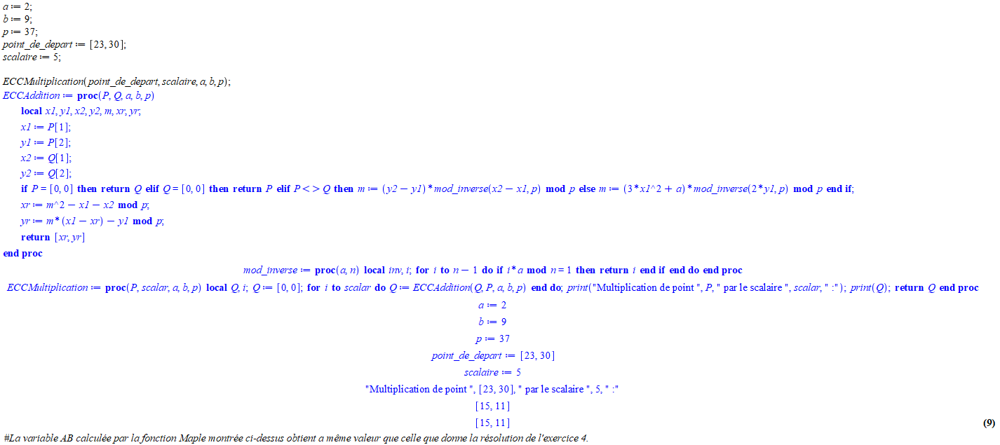 a := 2;
b := 9;
p := 37;
point_de_depart := [23, 30];
scalaire := 5;
ECCMultiplication(point_de_depart, scalaire, a, b, p);
ECCAddition := proc(P, Q, a, b, p)
local x1, y1, x2, y2, m, xr, yr;
x1 := P[1];
y1 := P[2];
x2 := Q[1];
y2 := Q[2];
if P = [0, 0] then return Q elif Q = [0, 0] then return P elif P <> Q then m := (y2 − y1) * mod_inverse(x2 − x1, p) mod p else m := (3 * x1^2 + a) * mod_inverse(2 * y1, p) mod p end if;
xr := m^2 − x1 − x2 mod p;
yr := m * (x1 − xr) − y1 mod p;
return [xr, yr]
end proc
mod_inverse := proc(a, n) local inv, i; for i to n − 1 do if i * a mod n = 1 then return i end if end do end proc
ECCMultiplication := proc(P, scalar, a, b, p) local Q, i; Q := [0, 0]; for i to scalar do Q := ECCAddition(Q, P, a, b, p) end do; print("Multiplication de point ", P, " par le scalaire ", scalar, " :"); print(Q); return Q end proc
a := 2
b := 9
p := 37
point_de_depart := [23, 30]
scalaire := 5
"Multiplication de point ", [23, 30], " par le scalaire ", 5, " :"
[15, 11]
[15, 11]
(9)
#La variable AB calculée par la fonction Maple montrée ci-dessus obtient a même valeur que celle que donne la résolution de l'exercice 4.